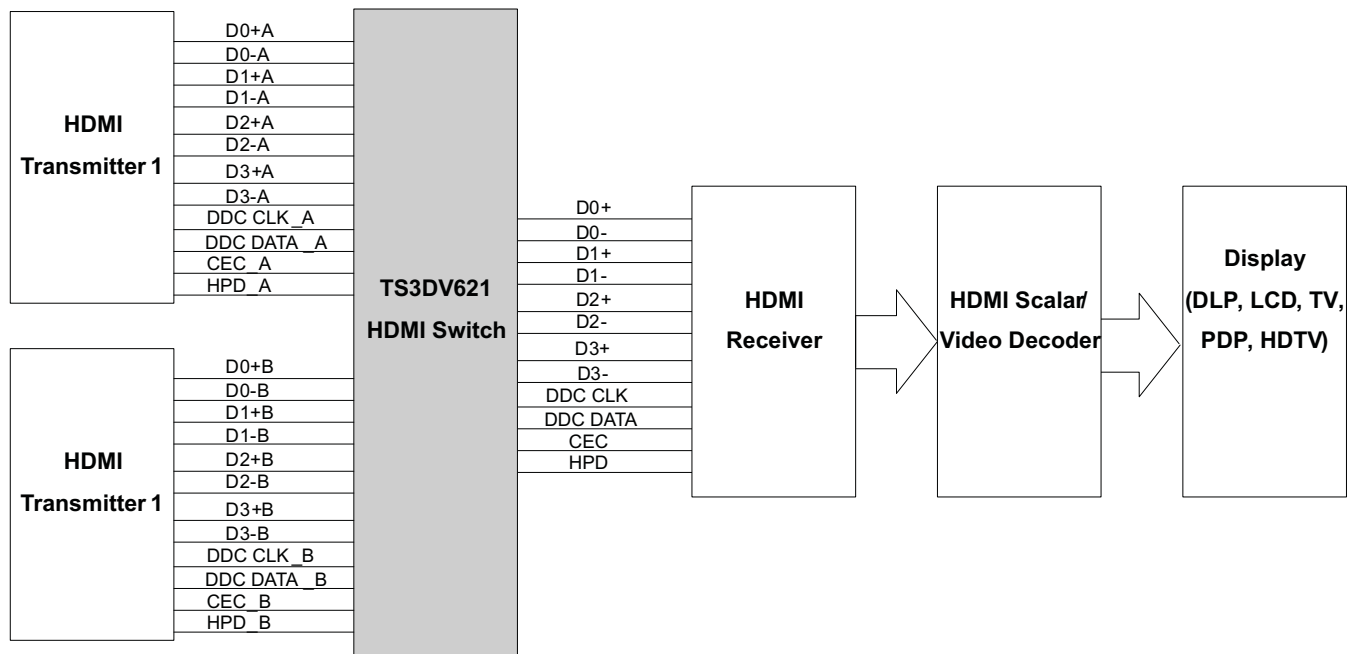 HDMI
Transmitter 1
D0+A
D0-A
D1+A
D1-A
D2+A
D2-A
D3+A
D3-A
DDC CLK_A
DDC DATA _A
CEC_A
HPD_A
HDMI
Transmitter 1
D0+B
D0-B
D1+B
D1-B
D2+B
D2-B
D3+B
D3-B
DDC CLK_B
DDC DATA _B
CEC_B
HPD_B
TS3DV621
HDMI Switch
D0+
D0-
D1+
D1-
D2+
D2-
D3+
D3-
DDC CLK
DDC DATA
CEC
HPD
HDMI
Receiver
HDMI Scalar/
Video Decoder
Display
(DLP, LCD, TV,
PDP, HDTV)